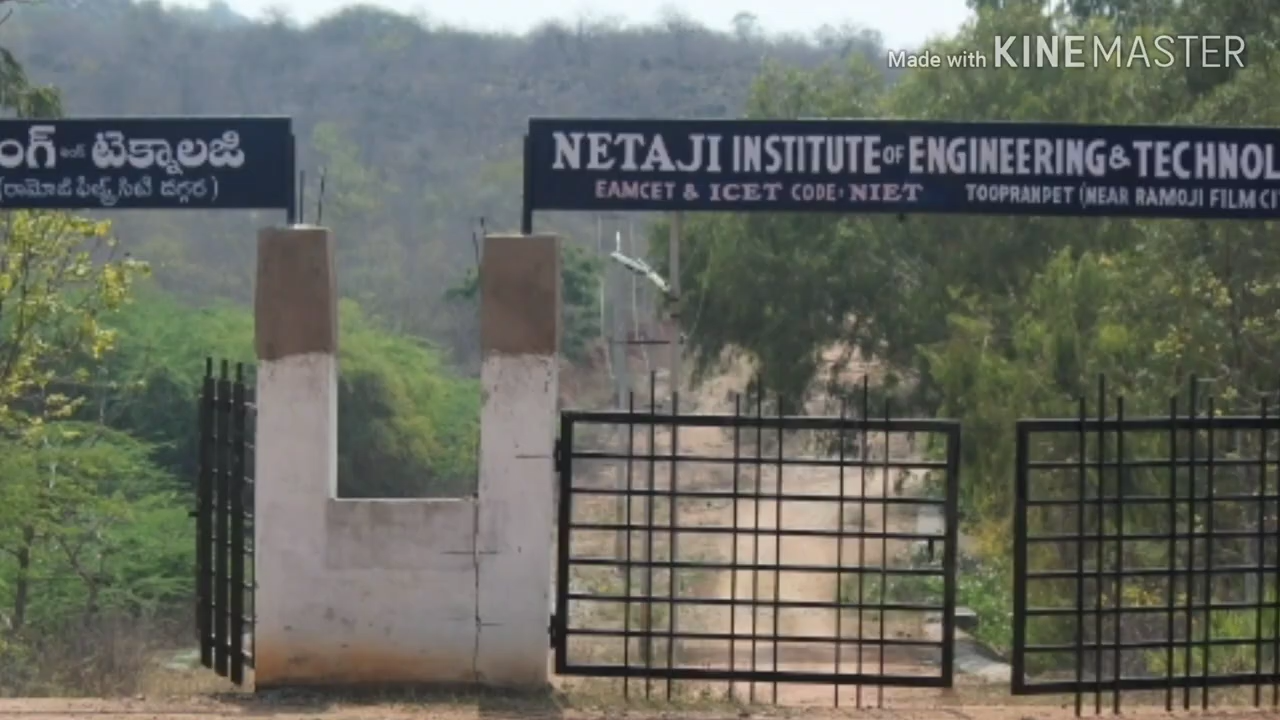 Made with KINEMASTER
ంగ్ అండ్ టెక్నాలజి
(రామోజీ ఫిల్మ్ సిటి దగ్గర)
NETAJI INSTITUTE OF ENGINEERING & TECHNOL
EAMCET & ICET CODE: NIET TOOPRANPET (NEAR RAMOJI FILM CI